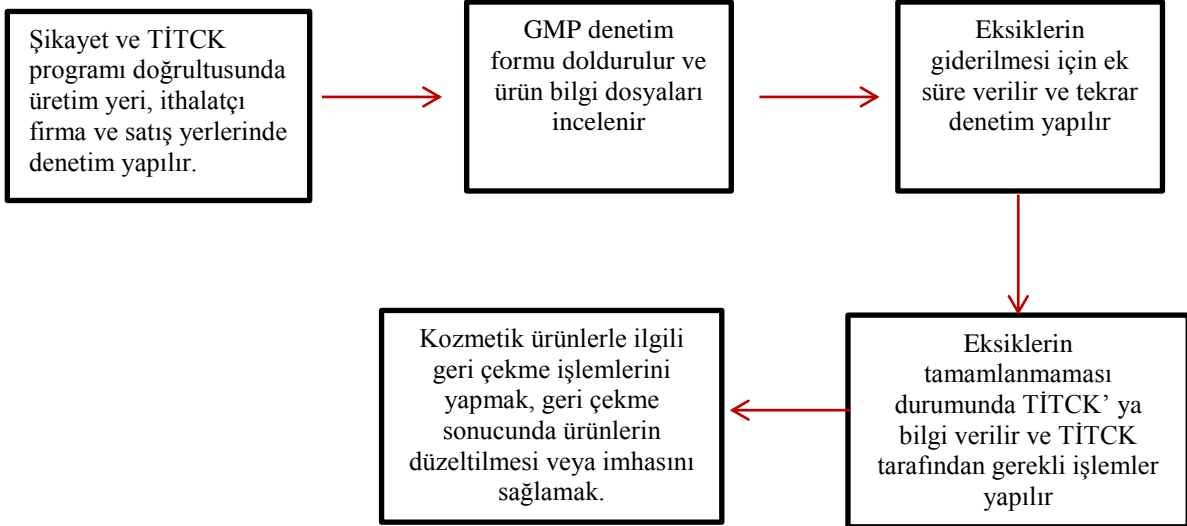 Şikayet ve TİTCK
programı doğrultusunda
üretim yeri, ithalatçı
firma ve satış yerlerinde
denetim yapılır.
GMP denetim
formu doldurulur ve
ürün bilgi dosyaları
incelenir
Eksiklerin
giderilmesi için ek
süre verilir ve tekrar
denetim yapılır
Eksiklerin
tamamlanmaması
durumunda TİTCK’ ya
bilgi verilir ve TİTCK
tarafından gerekli işlemler
yapılır
Kozmetik ürünlerle ilgili
geri çekme işlemlerini
yapmak, geri çekme
sonucunda ürünlerin
düzeltilmesi veya imhasını
sağlamak.